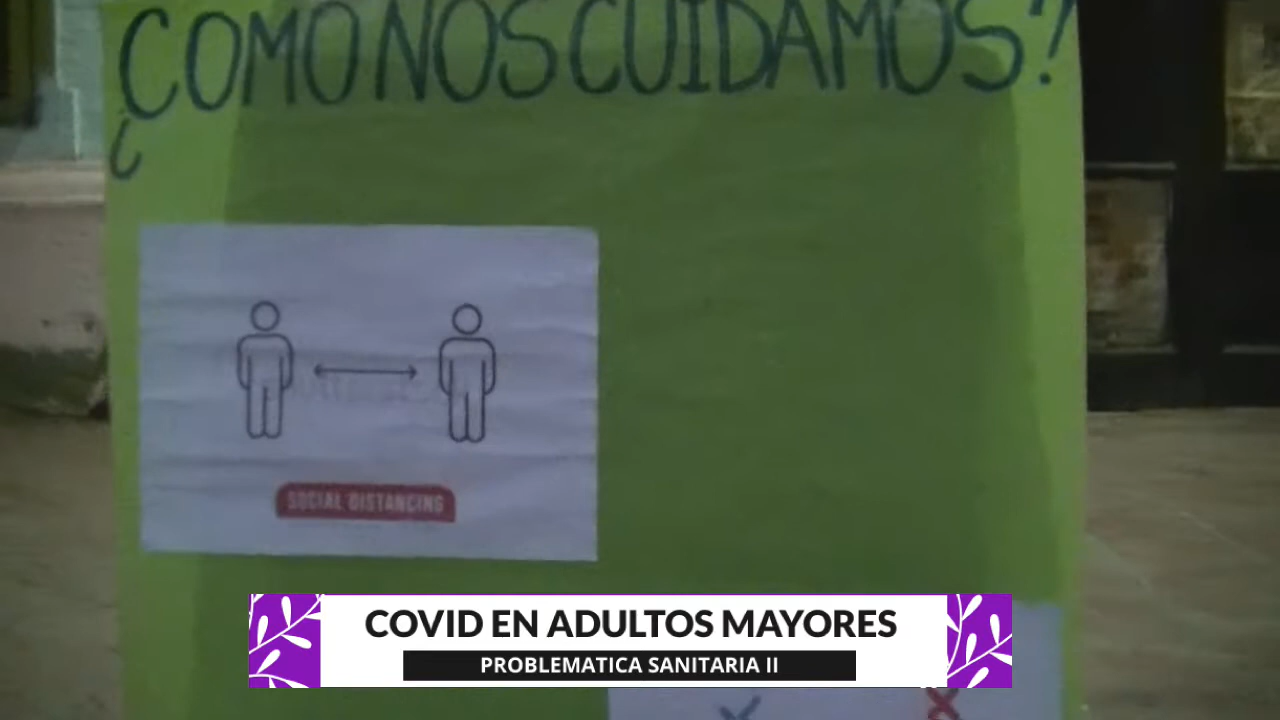 ¿COMO NOS CUIDAMOS?
SOCIAL DISTANCING
COVID EN ADULTOS MAYORES
PROBLEMATICA SANITARIA II